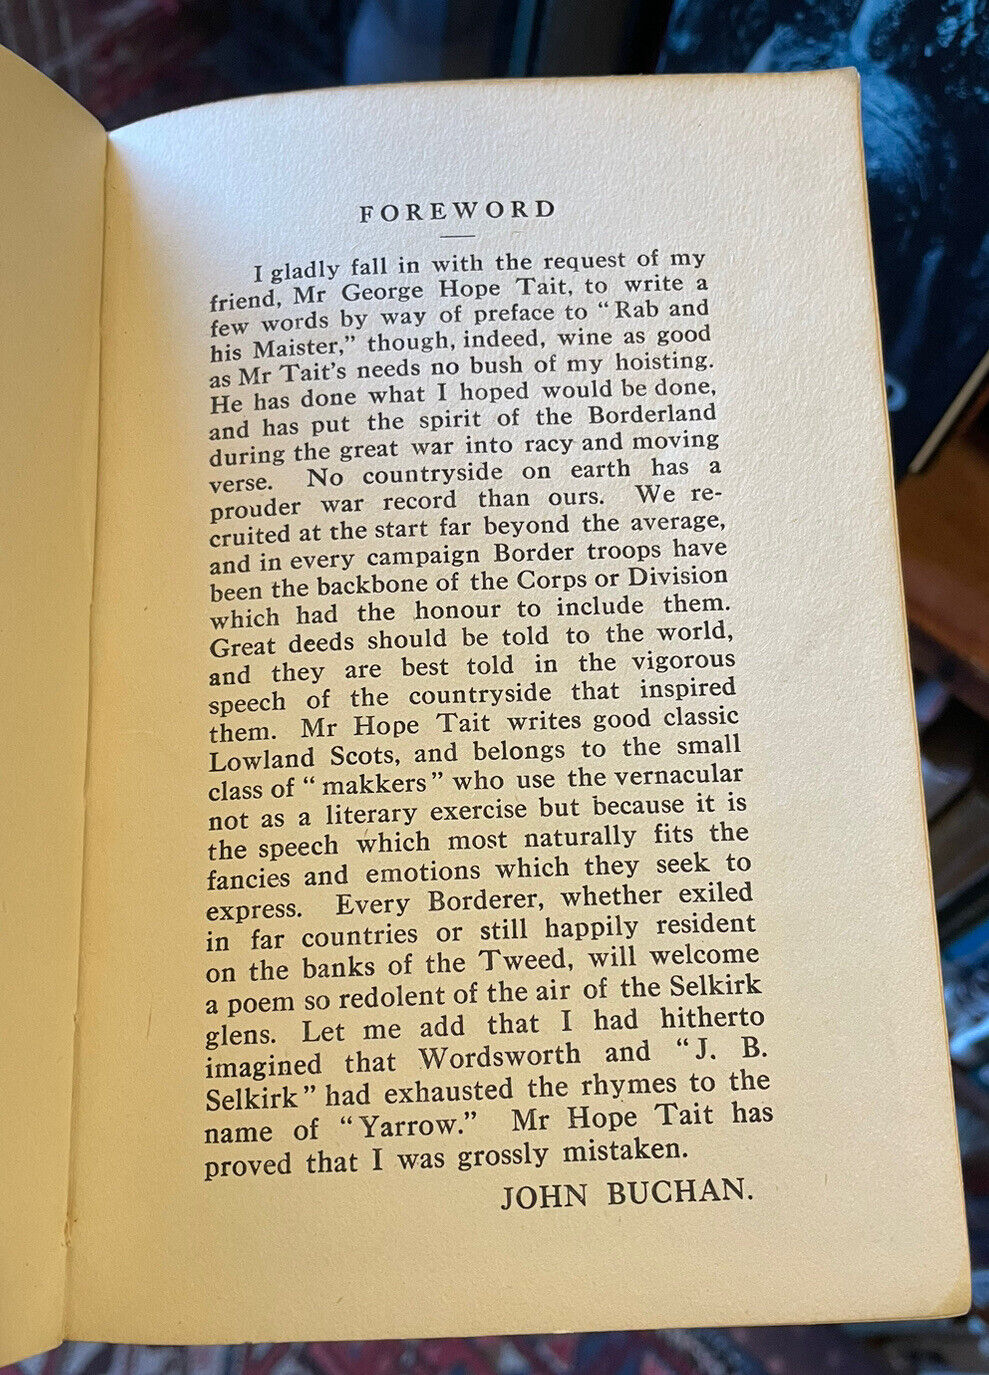 FOREWORD
I gladly fall in with the request of my
friend, Mr George Hope Tait, to write a
few words by way of preface to “Rab and
his Maister,” though, indeed, wine as good
as Mr Tait's needs no bush of my hoisting.
He has done what I hoped would be done,
and has put the spirit of the Borderland
during the great war into racy and moving
verse. No countryside on earth has a
prouder war record than ours. We re-
cruited at the start far beyond the average,
and in every campaign Border troops have
been the backbone of the Corps or Division
which had the honour to include them.
Great deeds should be told to the world,
and they are best told in the vigorous
speech of the countryside that inspired
them. Mr Hope Tait writes good classic
Lowland Scots, and belongs to the small
class of “makkers” who use the vernacular
not as a literary exercise but because it is
the speech which most naturally fits the
fancies and emotions which they seek to
express. Every Borderer, whether exiled
in far countries or still happily resident
on the banks of the Tweed, will welcome
a poem so redolent of the air of the Selkirk
glens. Let me add that I had hitherto
imagined that Wordsworth and “J. B.
Selkirk” had exhausted the rhymes to the
name of “Yarrow.” Mr Hope Tait has
proved that I was grossly mistaken.
JOHN BUCHAN.